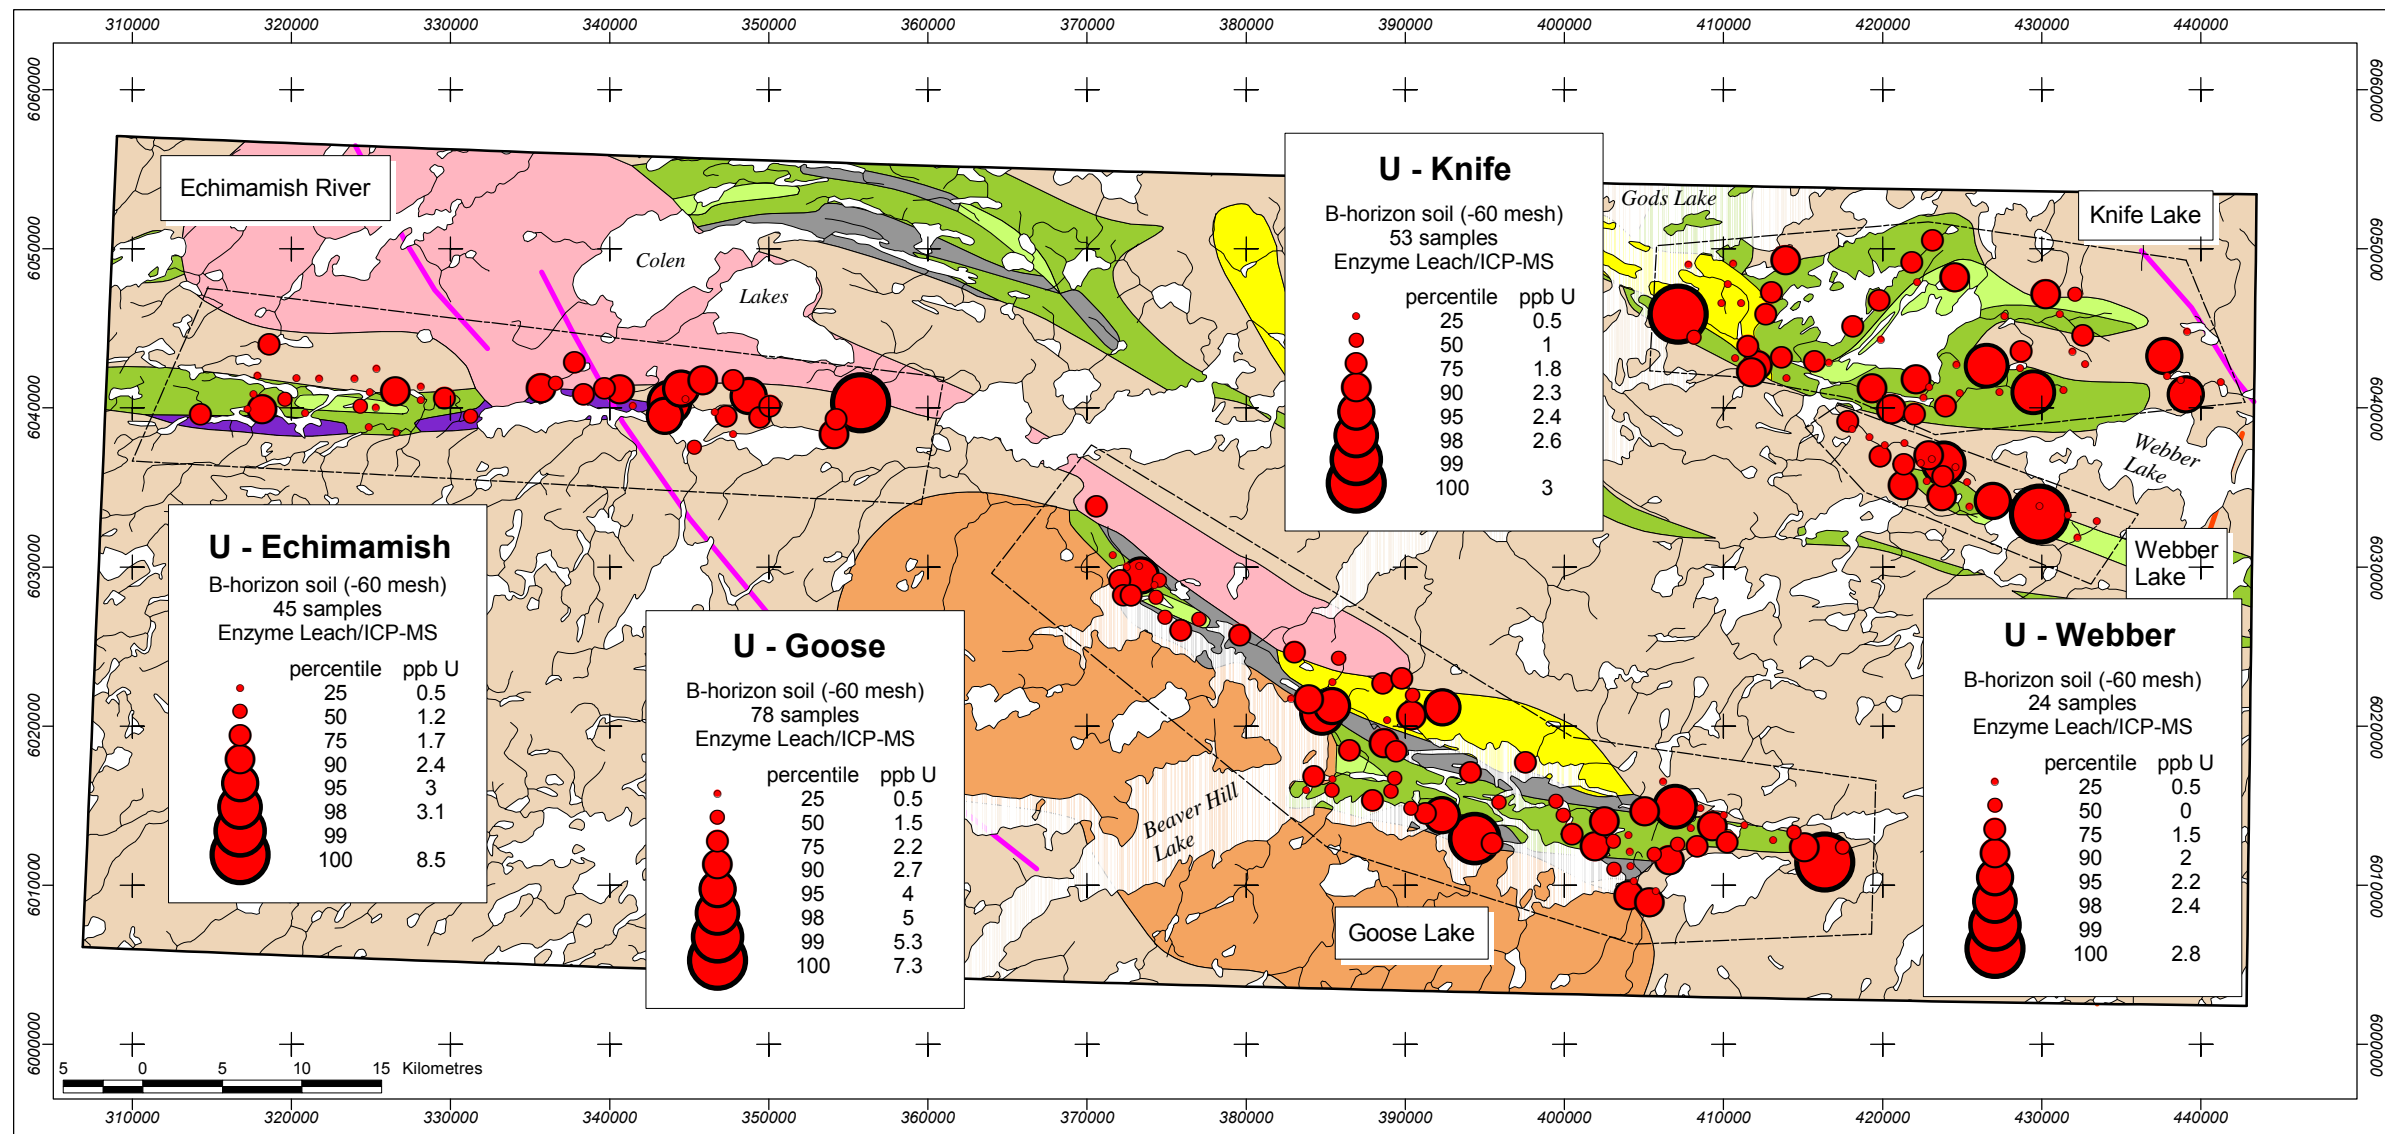 310000 320000 330000 340000 350000 360000 370000 380000 390000 400000 410000 420000 430000 440000
6060000 6060000
6050000 6050000
6040000 6040000
6030000 6030000
6020000 6020000
6010000 6010000
6000000 6000000
Echimamish River
Colen
Lakes
Gods Lake
Knife Lake
Webber
Lake
Webber
Lake
Beaver Hill
Lake
Goose Lake
U - Knife
B-horizon soil (-60 mesh)
53 samples
Enzyme Leach/ICP-MS
percentile ppb U
25 0.5
50 1
75 1.8
90 2.3
95 2.4
98 2.6
99
100 3
U - Echimamish
B-horizon soil (-60 mesh)
45 samples
Enzyme Leach/ICP-MS
percentile ppb U
25 0.5
50 1.2
75 1.7
90 2.4
95 3
98 3.1
99
100 8.5
U - Goose
B-horizon soil (-60 mesh)
78 samples
Enzyme Leach/ICP-MS
percentile ppb U
25 0.5
50 1.5
75 2.2
90 2.7
95 4
98 5
99 5.3
100 7.3
U - Webber
B-horizon soil (-60 mesh)
24 samples
Enzyme Leach/ICP-MS
percentile ppb U
25 0.5
50 0
75 1.5
90 2
95 2.2
98 2.4
99
100 2.8
5 0 5 10 15 Kilometres
310000 320000 330000 340000 350000 360000 370000 380000 390000 400000 410000 420000 430000 440000